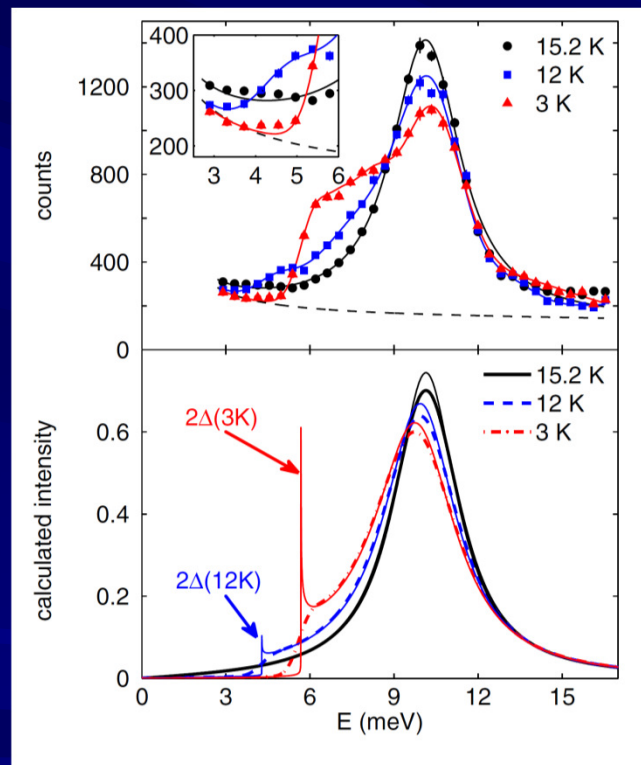 400
300
200
3 4 5 6
15.2 K
12 K
3 K
1400
1000
800
400
0
counts
15.2 K
12 K
3 K
2Δ(3K)
2Δ(12K)
0.6
0.4
0.2
0
calculated intensity
0 3 6 9 12 15
E (meV)